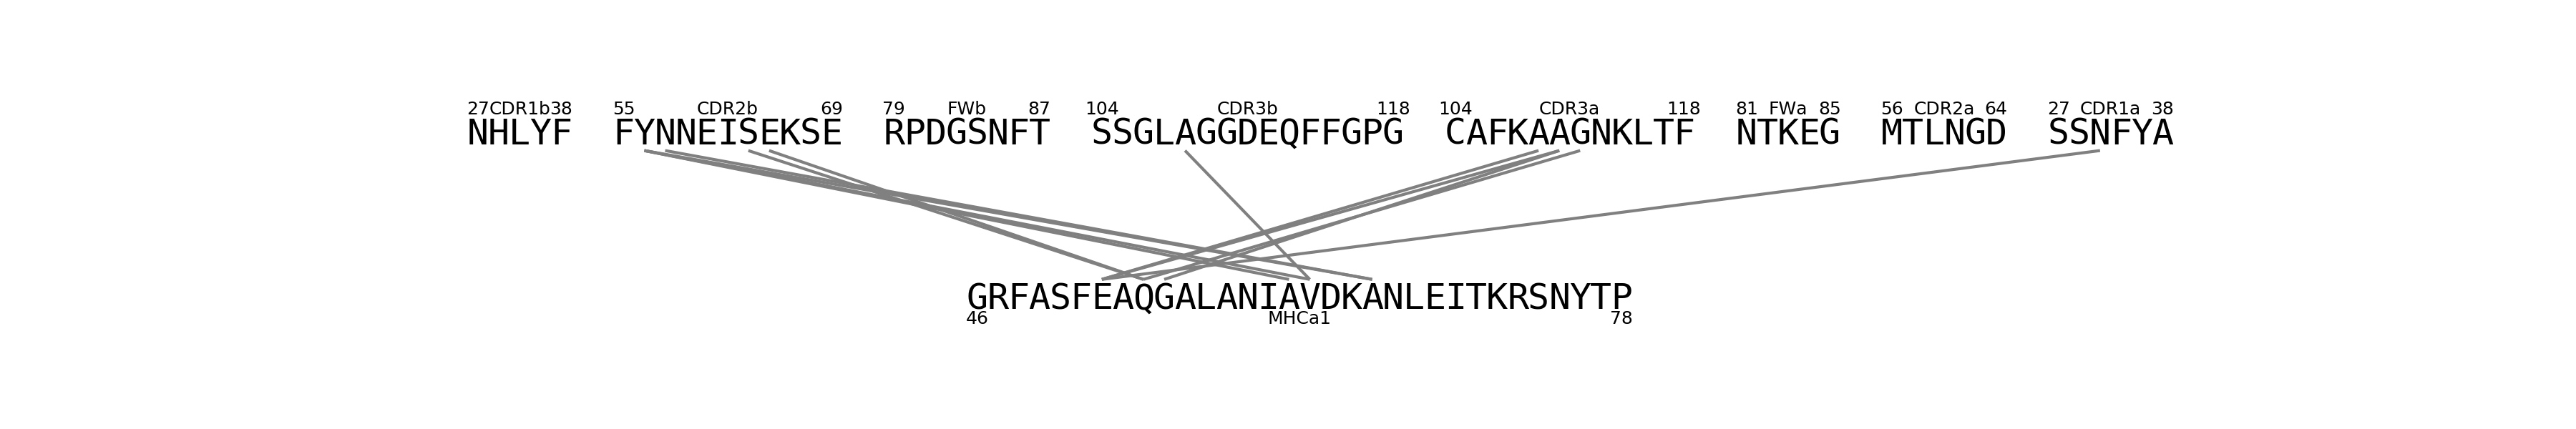 27CDR1b38 55 CDR2b 69 79 FWb 87 104 CDR3b 118 104 CDR3a 118 81 FWa 85 56 CDR2a 64 27 CDR1a 38
NHLYF FYNNEISEKSE RPDGSNFT SSGLAGGDEQFFGPG CAFKAAGNKLTF NTKEG MTLNGD SSNFYA
GRFASFEAQGALANIAVDKANLEITKRSNYTP
46 MHCa1 78